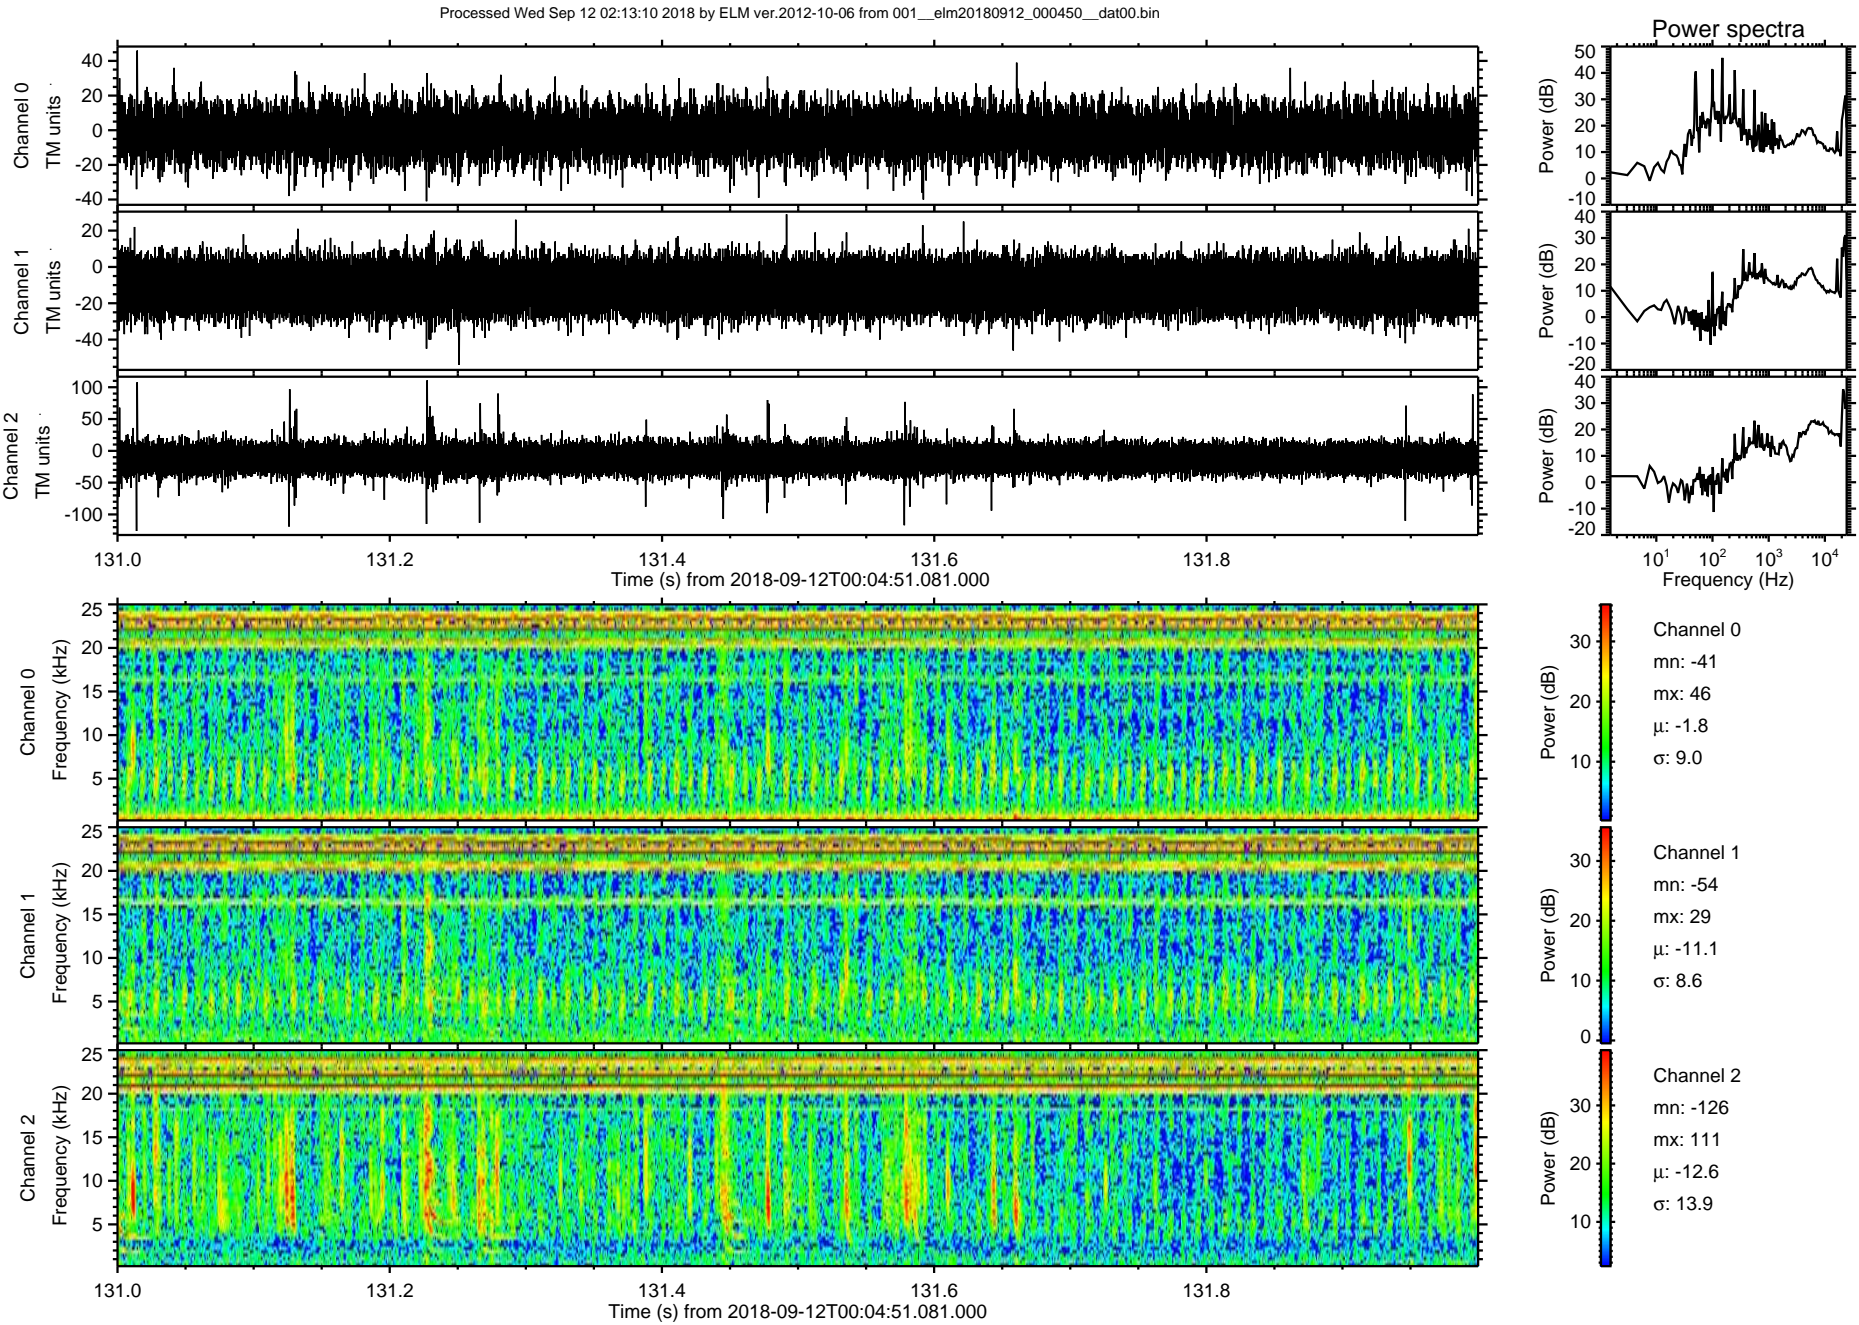 Processed Wed Sep 12 02:13:10 2018 by ELM ver.2012-10-06 from 001__elm20180912_000450__dat00.bin
Power spectra
Channel 0
TM units
40
20
0
-20
-40
Power (dB)
50
40
30
20
10
0
-10
Channel 1
TM units
20
0
-20
-40
Power (dB)
40
30
20
10
0
-10
-20
Channel 2
TM units
100
50
0
-50
-100
Power (dB)
40
30
20
10
0
-10
-20
131.0 131.2 131.4 131.6 131.8
Time (s) from 2018-09-12T00:04:51.081.000
10¹ 10² 10³ 10⁴
Frequency (Hz)
Channel 0
Frequency (kHz)
25
20
15
10
5
Power (dB)
30
20
10
Channel 0
mn: -41
mx: 46
µ: -1.8
σ: 9.0
Channel 1
Frequency (kHz)
25
20
15
10
5
Power (dB)
30
20
10
0
Channel 1
mn: -54
mx: 29
µ: -11.1
σ: 8.6
Channel 2
Frequency (kHz)
25
20
15
10
5
Power (dB)
30
20
10
Channel 2
mn: -126
mx: 111
µ: -12.6
σ: 13.9
131.0 131.2 131.4 131.6 131.8
Time (s) from 2018-09-12T00:04:51.081.000